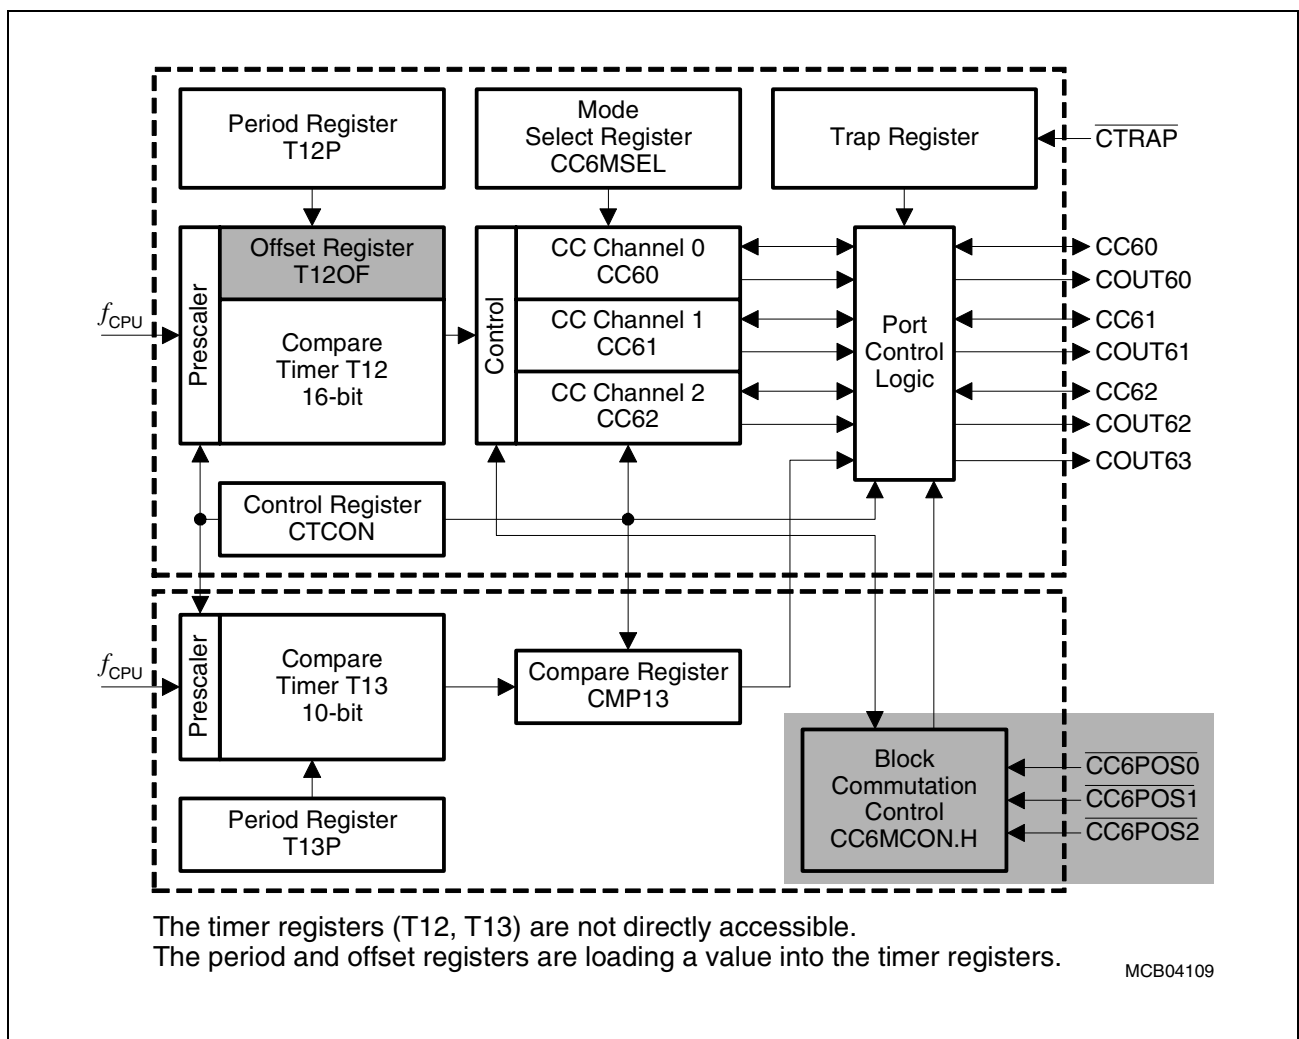 Period Register
T12P
Mode
Select Register
CC6MSEL
Trap Register
CTRAP
Prescaler
Offset Register
T12OF
Compare
Timer T12
16-bit
fCPU
Control
CC Channel 0
CC60
CC Channel 1
CC61
CC Channel 2
CC62
Port
Control
Logic
CC60
COUT60
CC61
COUT61
CC62
COUT62
COUT63
Control Register
CTCON
fCPU
Prescaler
Compare
Timer T13
10-bit
Compare Register
CMP13
Period Register
T13P
Block
Commutation
Control
CC6MCON.H
CC6POS0
CC6POS1
CC6POS2
The timer registers (T12, T13) are not directly accessible.
The period and offset registers are loading a value into the timer registers.
MCB04109